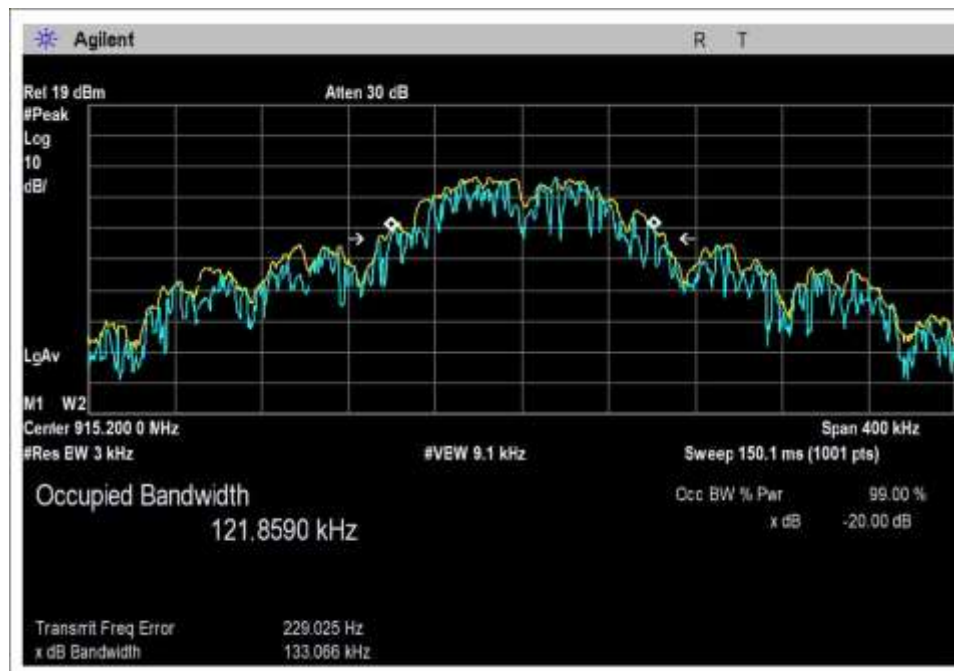 Agilent R T
Ref 19 dBm Atten 30 dB
#Peak
Log
10
dB/
LgAv
M1 W2
Center 915.200 0 MHz Span 400 kHz
#Res BW 3 kHz #VBW 9.1 kHz Sweep 150.1 ms (1001 pts)
Occupied Bandwidth Occ BW % Pwr 99.00 %
121.8590 kHz x dB -20.00 dB
Transmit Freq Error 229.025 Hz
x dB Bandwidth 133.066 kHz